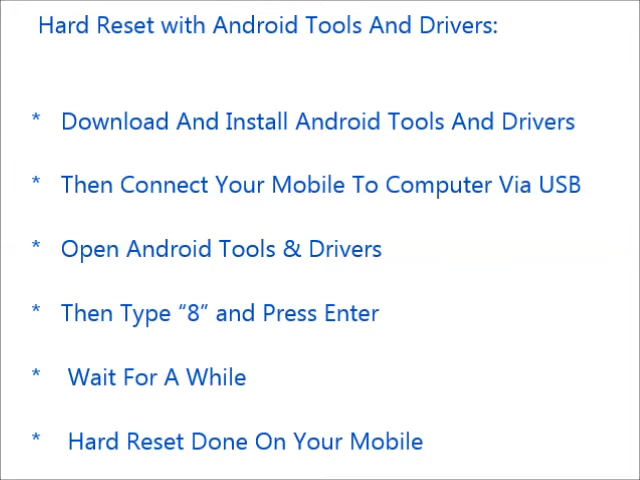 Hard Reset with Android Tools And Drivers:
* Download And Install Android Tools And Drivers
* Then Connect Your Mobile To Computer Via USB
* Open Android Tools & Drivers
* Then Type “8” and Press Enter
* Wait For A While
* Hard Reset Done On Your Mobile